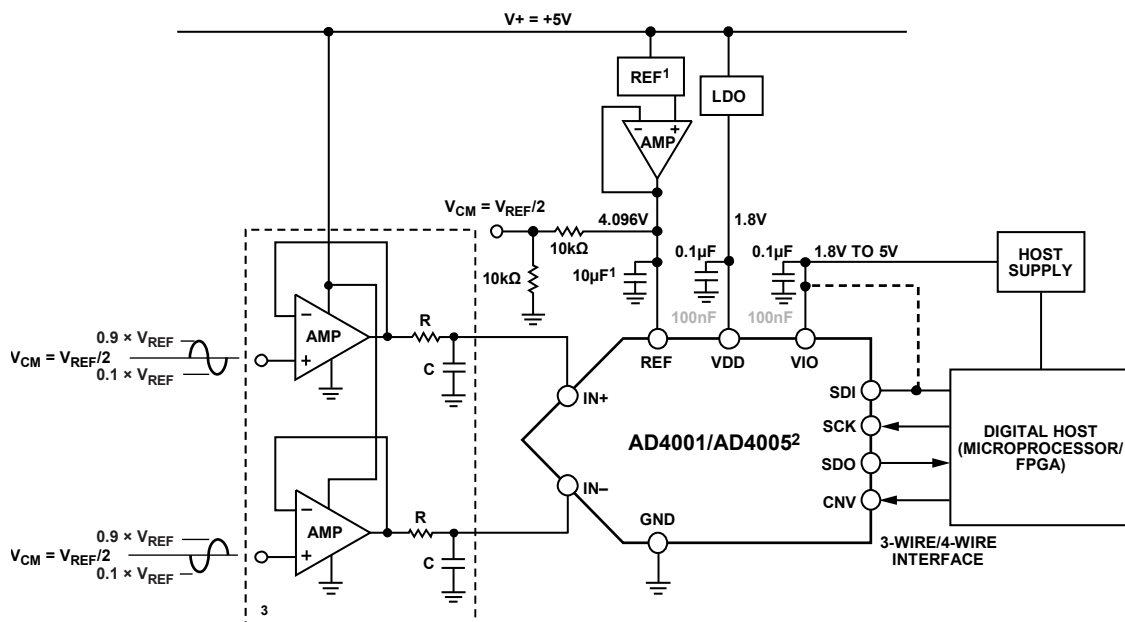 V+ = +5V
REF1
LDO
− +
AMP
VCM = VREF/2
4.096V
1.8V
10kΩ
10kΩ
10µF1
0.1µF
0.1µF
1.8V TO 5V
HOST
SUPPLY
100nF
100nF
REF
VDD
VIO
0.9 × VREF
VCM = VREF/2
0.1 × VREF
−
AMP
+
R
C
IN+
AD4001/AD40052
SDI
SCK
SDO
CNV
DIGITAL HOST
(MICROPROCESSOR/
FPGA)
IN−
GND
3-WIRE/4-WIRE
INTERFACE
0.9 × VREF
VCM = VREF/2
0.1 × VREF
−
AMP
+
R
C
3